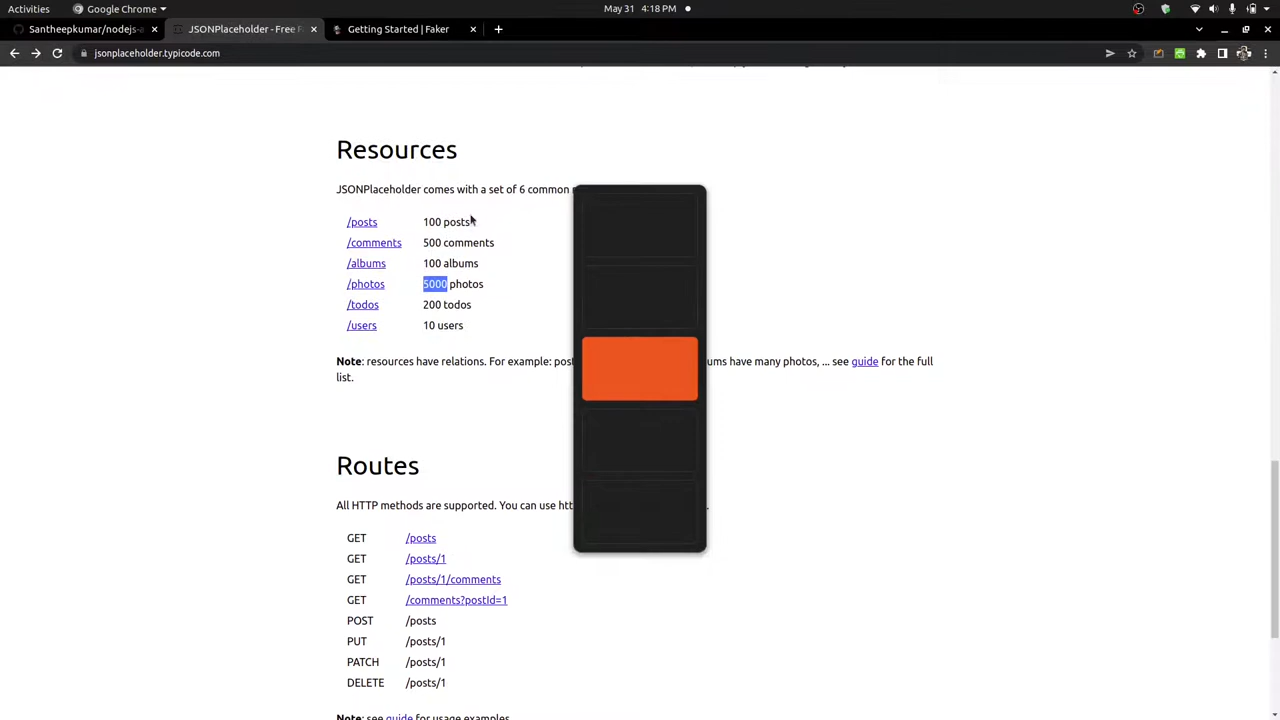 Activities
Google Chrome
May 31 4:18 PM
Santheepkumar/nodejs-a
JSONPlaceholder - Free F
Getting Started | Faker
jsonplaceholder.typicode.com
Resources
JSONPlaceholder comes with a set of 6 common
/posts 100 posts
/comments 500 comments
/albums 100 albums
/photos 5000 photos
/todos 200 todos
/users 10 users
Note: resources have relations. For example: post ums have many photos, ... see guide for the full
list.
Routes
All HTTP methods are supported. You can use htt
GET /posts
GET /posts/1
GET /posts/1/comments
GET /comments?postId=1
POST /posts
PUT /posts/1
PATCH /posts/1
DELETE /posts/1
Note: see guide for usage examples.